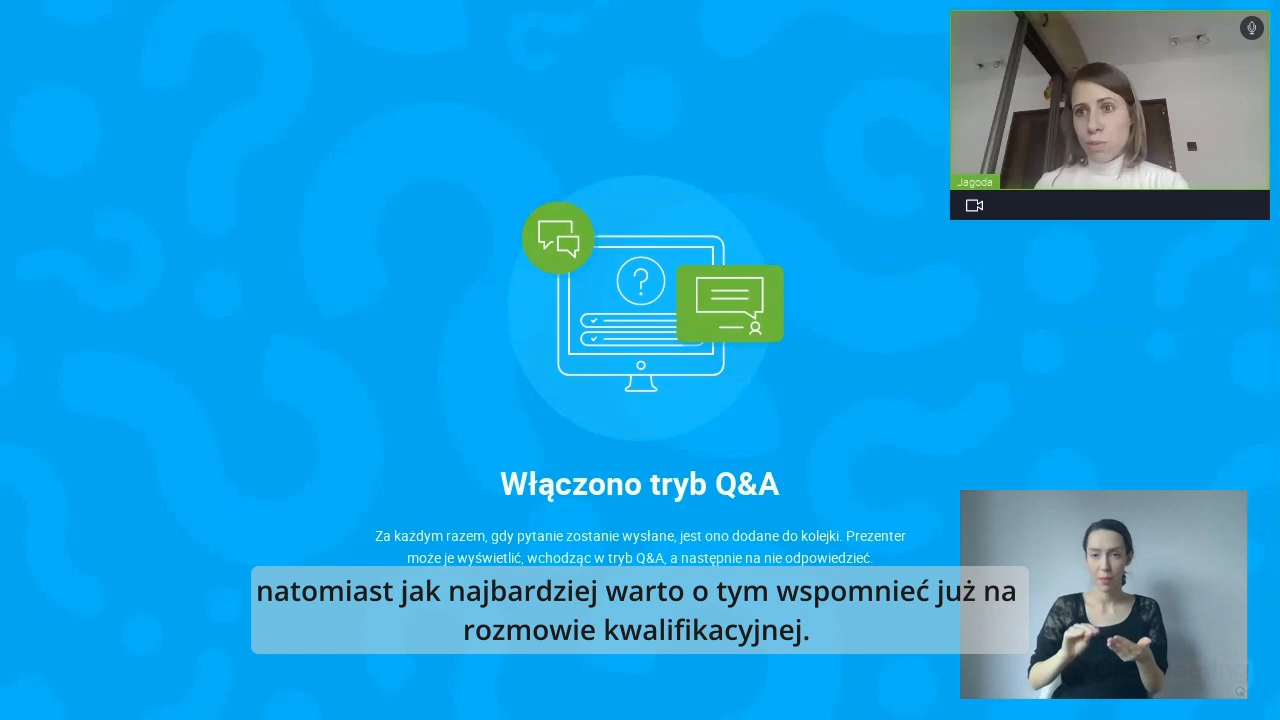 Jagoda
Włączono tryb Q&A
Za każdym razem, gdy pytanie zostanie wysłane, jest ono dodane do kolejki. Prezenter
może je wyświetlić, wchodząc w tryb Q&A, a następnie na nie odpowiedzieć.
natomiast jak najbardziej warto o tym wspomnieć już na
rozmowie kwalifikacyjnej.